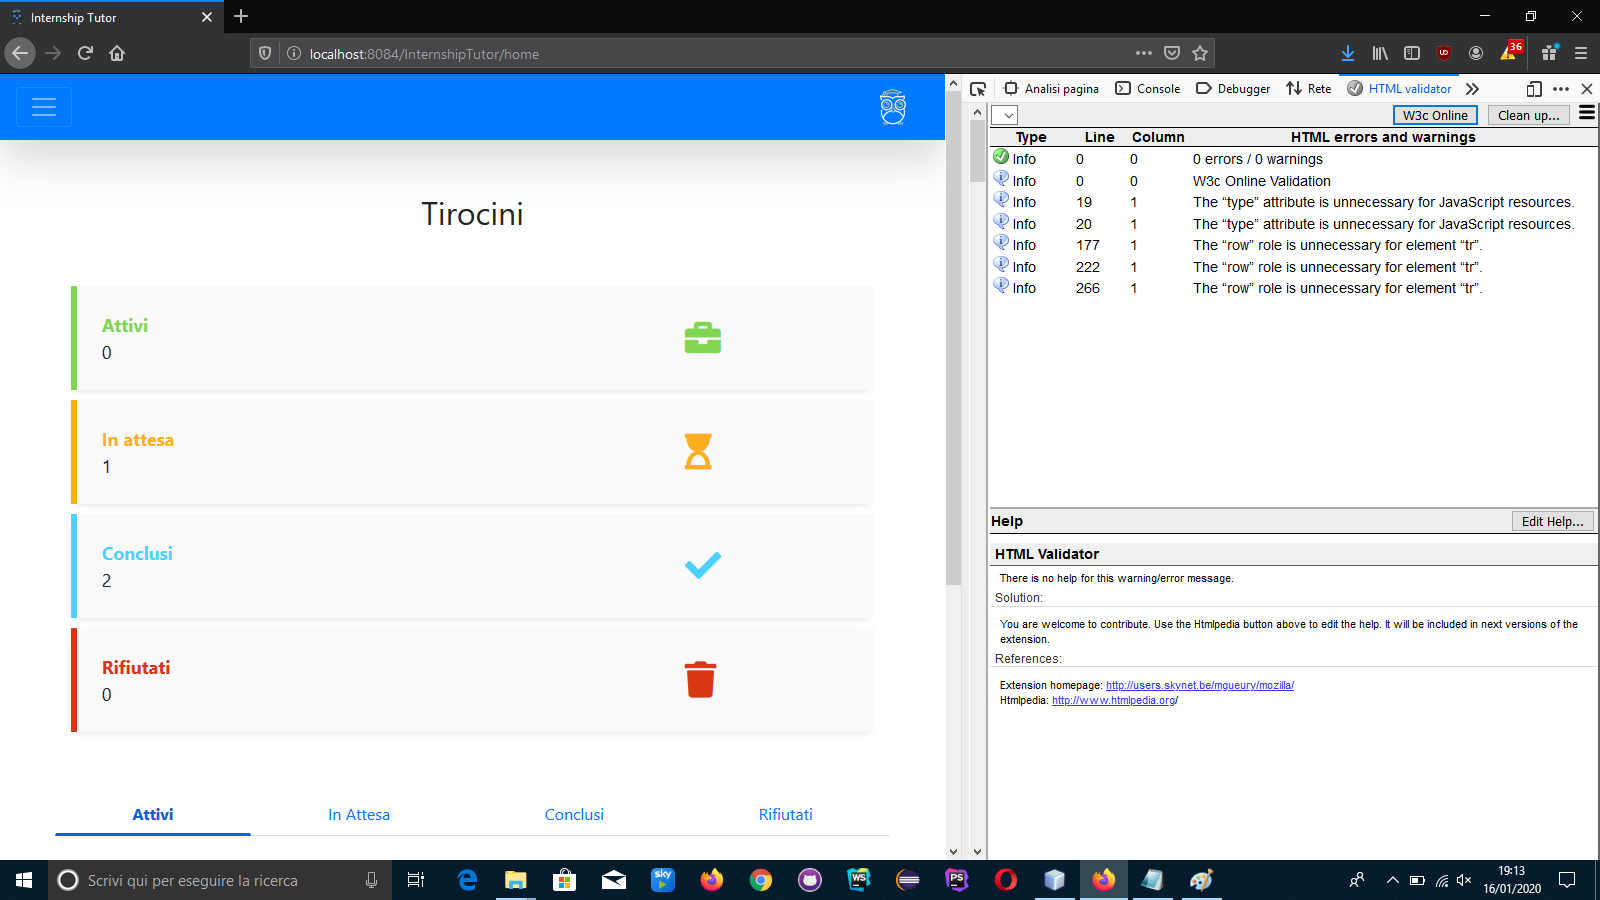 Internship Tutor
localhost:8084/InternshipTutor/home
36
Analisi pagina
Console
Debugger
Rete
HTML validator
W3c Online
Clean up...
Type Line Column HTML errors and warnings
Info 0 0 0 errors / 0 warnings
Info 0 0 W3c Online Validation
Info 19 1 The “type” attribute is unnecessary for JavaScript resources.
Info 20 1 The “type” attribute is unnecessary for JavaScript resources.
Info 177 1 The “row” role is unnecessary for element “tr”.
Info 222 1 The “row” role is unnecessary for element “tr”.
Info 266 1 The “row” role is unnecessary for element “tr”.
Tirocini
Attivi
0
In attesa
1
Conclusi
2
Rifiutati
0
Attivi In Attesa Conclusi Rifiutati
Help
Edit Help...
HTML Validator
There is no help for this warning/error message.
Solution:
You are welcome to contribute. Use the Htmlpedia button above to edit the help. It will be included in next versions of the
extension.
References:
Extension homepage: http://users.skynet.be/mgueury/mozilla/
Htmlpedia: http://www.htmlpedia.org/
Scrivi qui per eseguire la ricerca
sky
WS
PS
19:13
16/01/2020